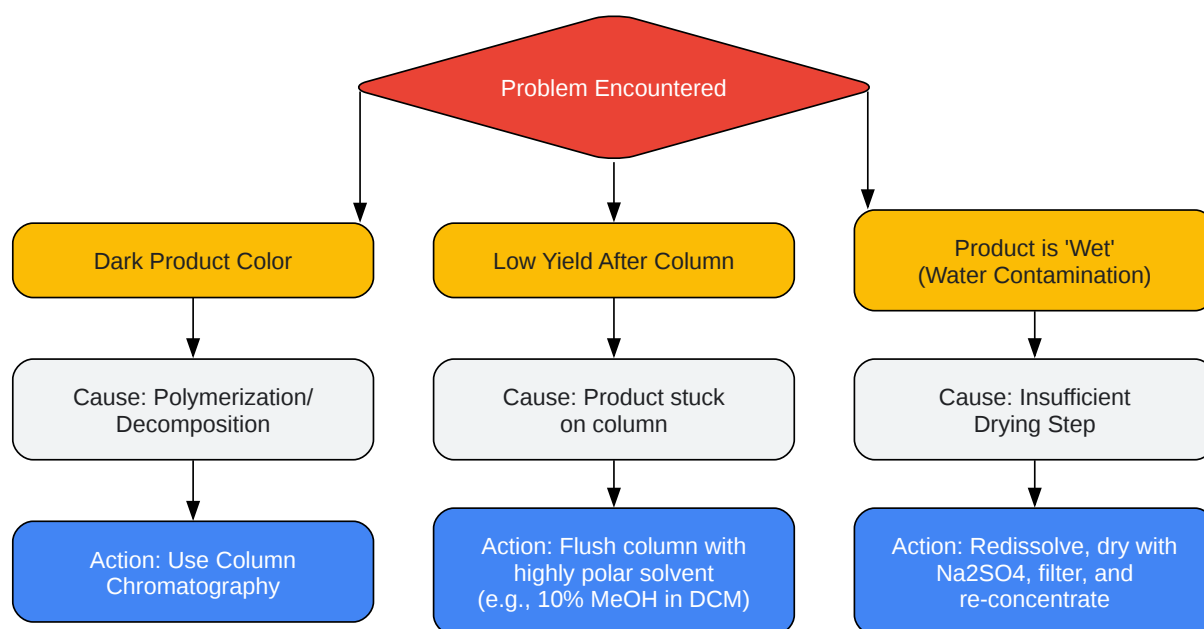 Problem Encountered
Dark Product Color
Low Yield After Column
Product is 'Wet'
(Water Contamination)
Cause: Polymerization/
Decomposition
Cause: Product stuck
on column
Cause: Insufficient
Drying Step
Action: Use Column
Chromatography
Action: Flush column with
highly polar solvent
(e.g., 10% MeOH in DCM)
Action: Redissolve, dry with
Na2SO4, filter, and
re-concentrate